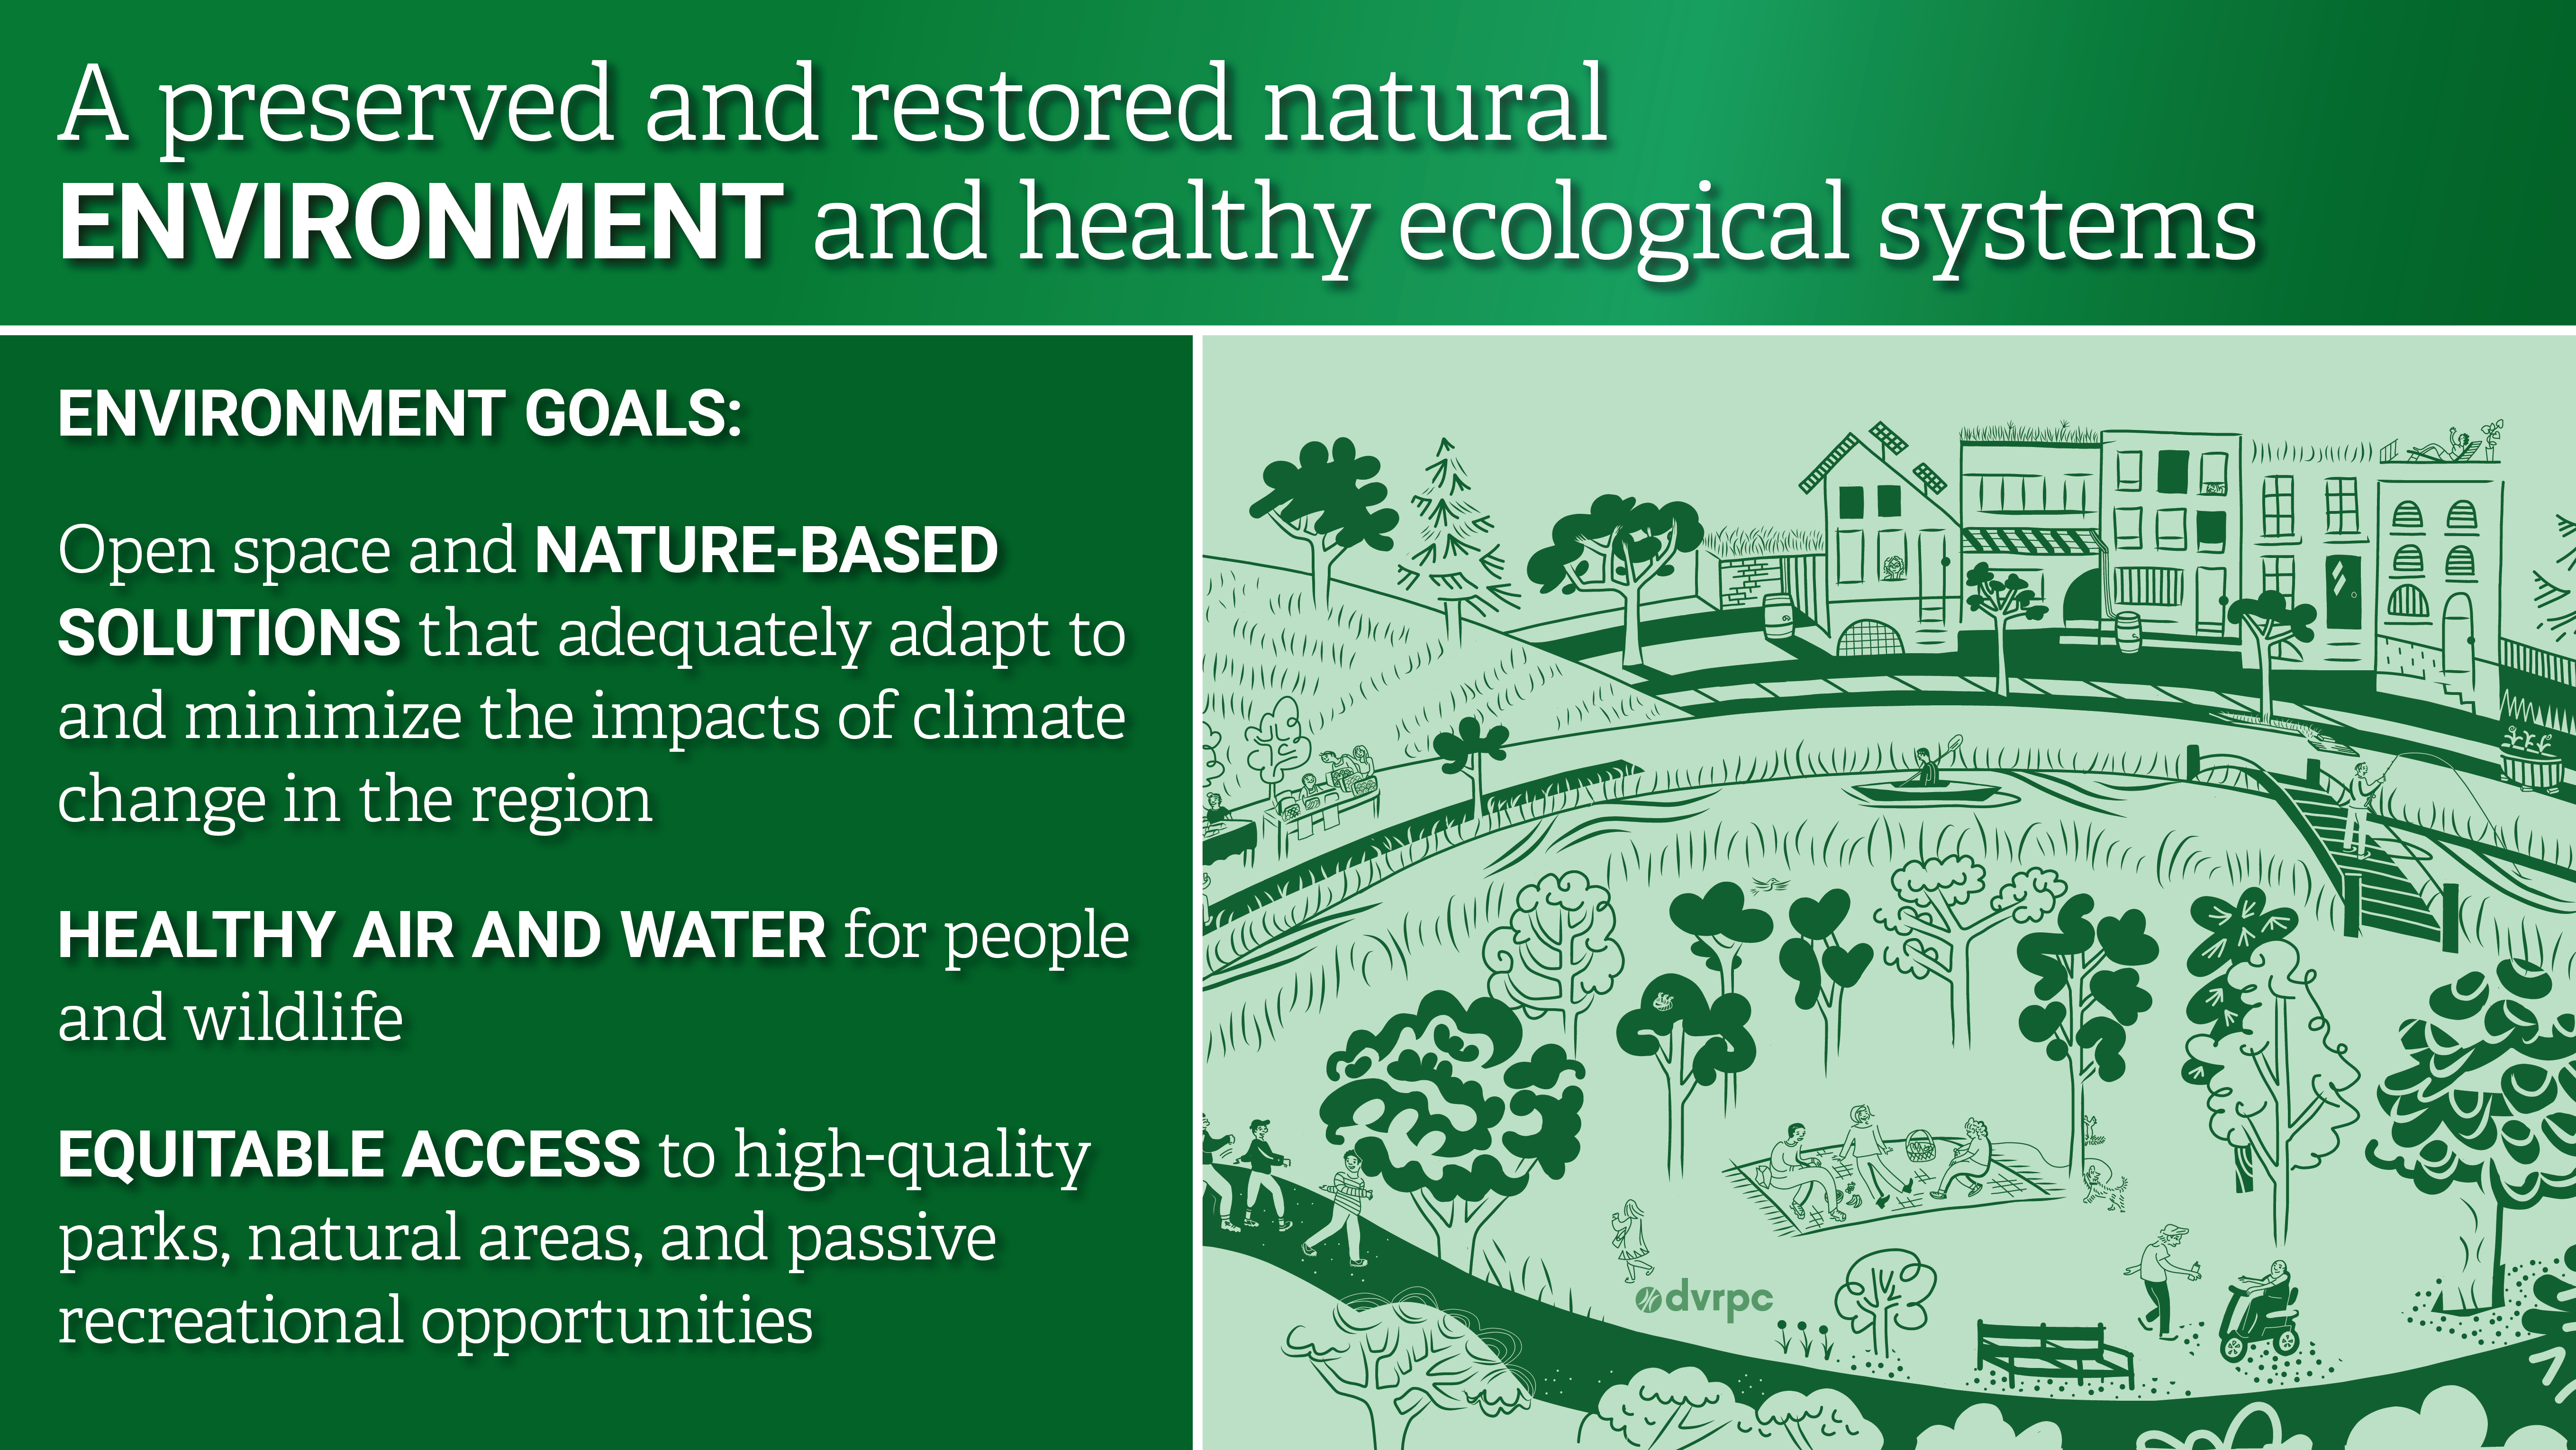 A preserved and restored natural
ENVIRONMENT and healthy ecological systems
ENVIRONMENT GOALS:
Open space and NATURE-BASED
SOLUTIONS that adequately adapt to
and minimize the impacts of climate
change in the region
HEALTHY AIR AND WATER for people
and wildlife
EQUITABLE ACCESS to high-quality
parks, natural areas, and passive
recreational opportunities
dvrpc